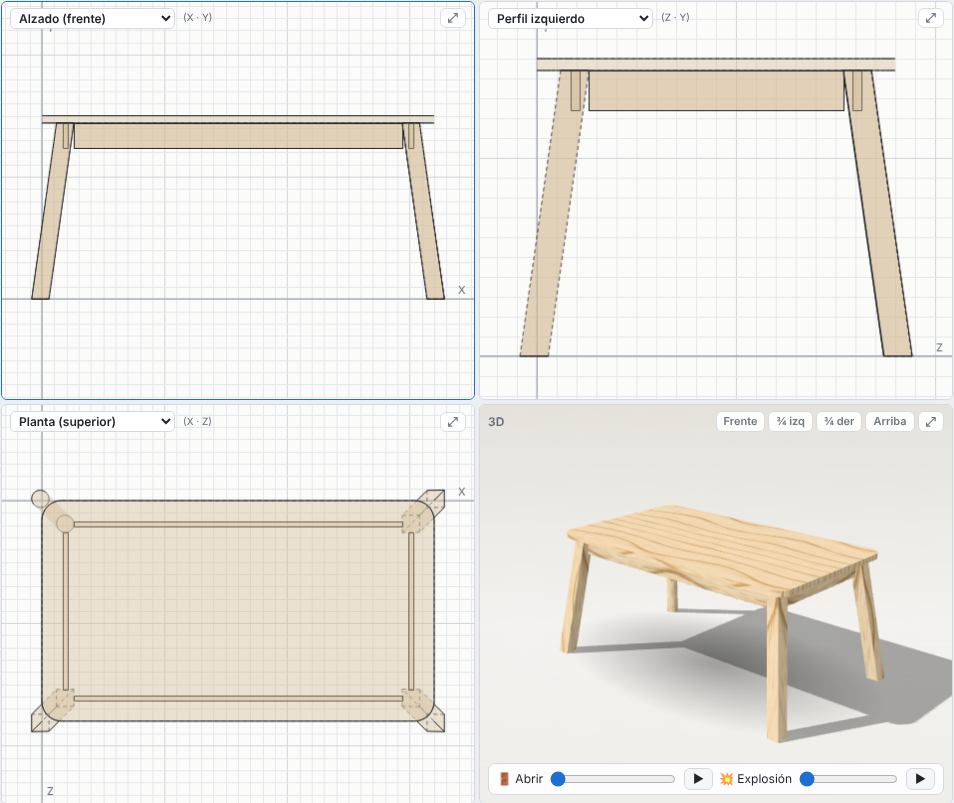 Alzado (frente) (X · Y)
X
Perfil izquierdo (Z · Y)
Z
Planta (superior) (X · Z)
X
Z
3D Frente ¾ izq ¾ der Arriba
Abrir Explosión